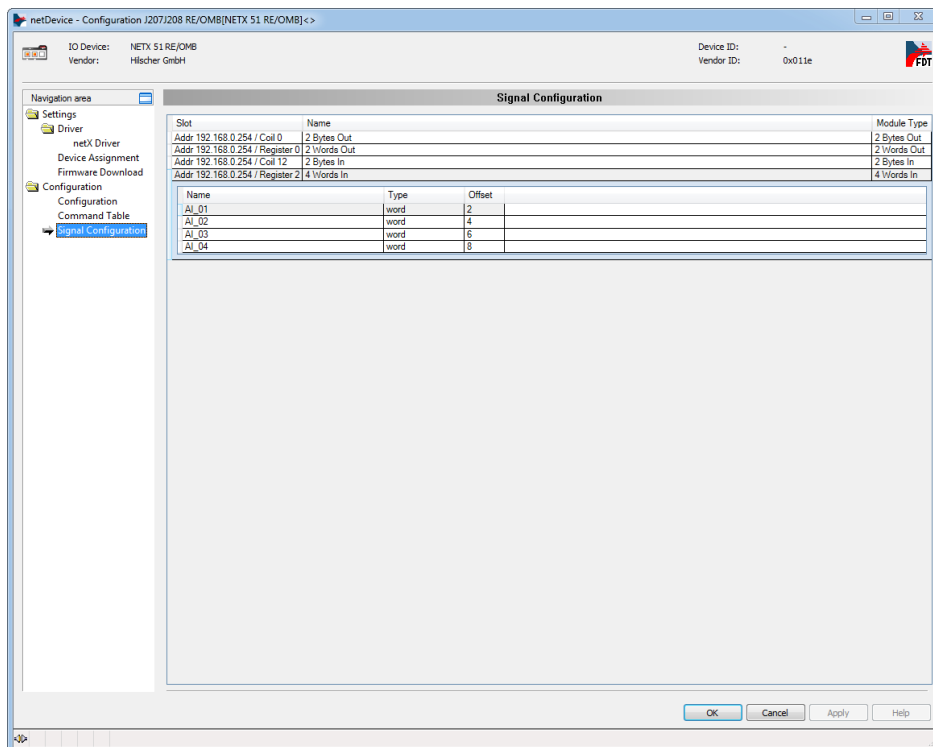 netDevice - Configuration J207J208 RE/OMB[NETX 51 RE/OMB]<>
IO Device: NETX 51 RE/OMB Device ID: -
Vendor: Hilscher GmbH Vendor ID: 0x011e
FDT
Navigation area
Signal Configuration
Settings
Driver
netX Driver
Device Assignment
Firmware Download
Configuration
Configuration
Command Table
Signal Configuration
Slot Name Module Type
Addr 192.168.0.254 / Coil 0 2 Bytes Out 2 Bytes Out
Addr 192.168.0.254 / Register 0 2 Words Out 2 Words Out
Addr 192.168.0.254 / Coil 12 2 Bytes In 2 Bytes In
Addr 192.168.0.254 / Register 2 4 Words In 4 Words In
Name Type Offset
AI_01 word 2
AI_02 word 4
AI_03 word 6
AI_04 word 8
OK Cancel Apply Help